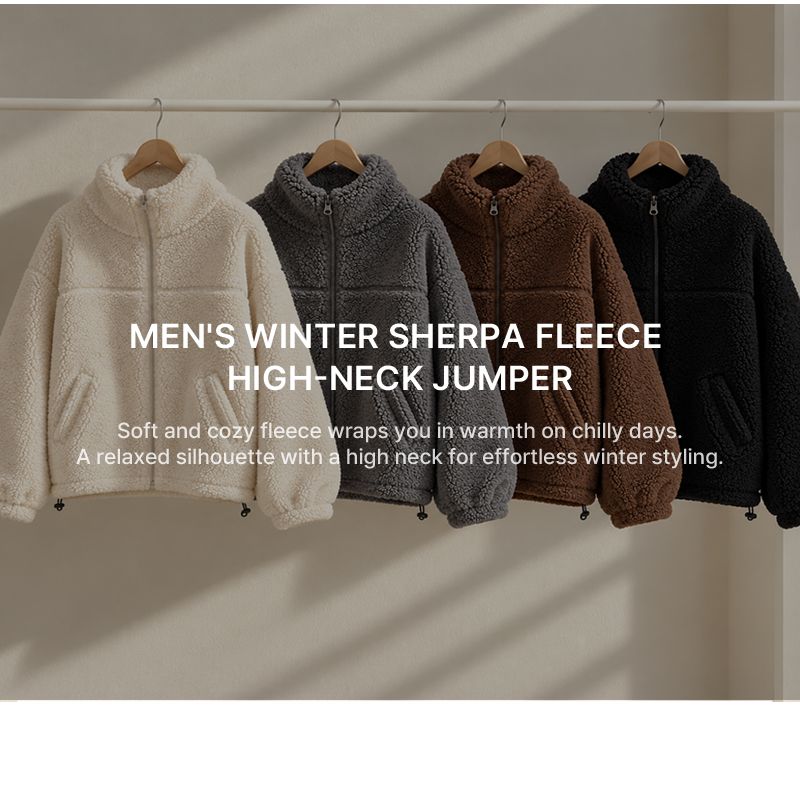 MEN'S WINTER SHERPA FLEECE
HIGH-NECK JUMPER
Soft and cozy fleece wraps you in warmth on chilly days.
A relaxed silhouette with a high neck for effortless winter styling.